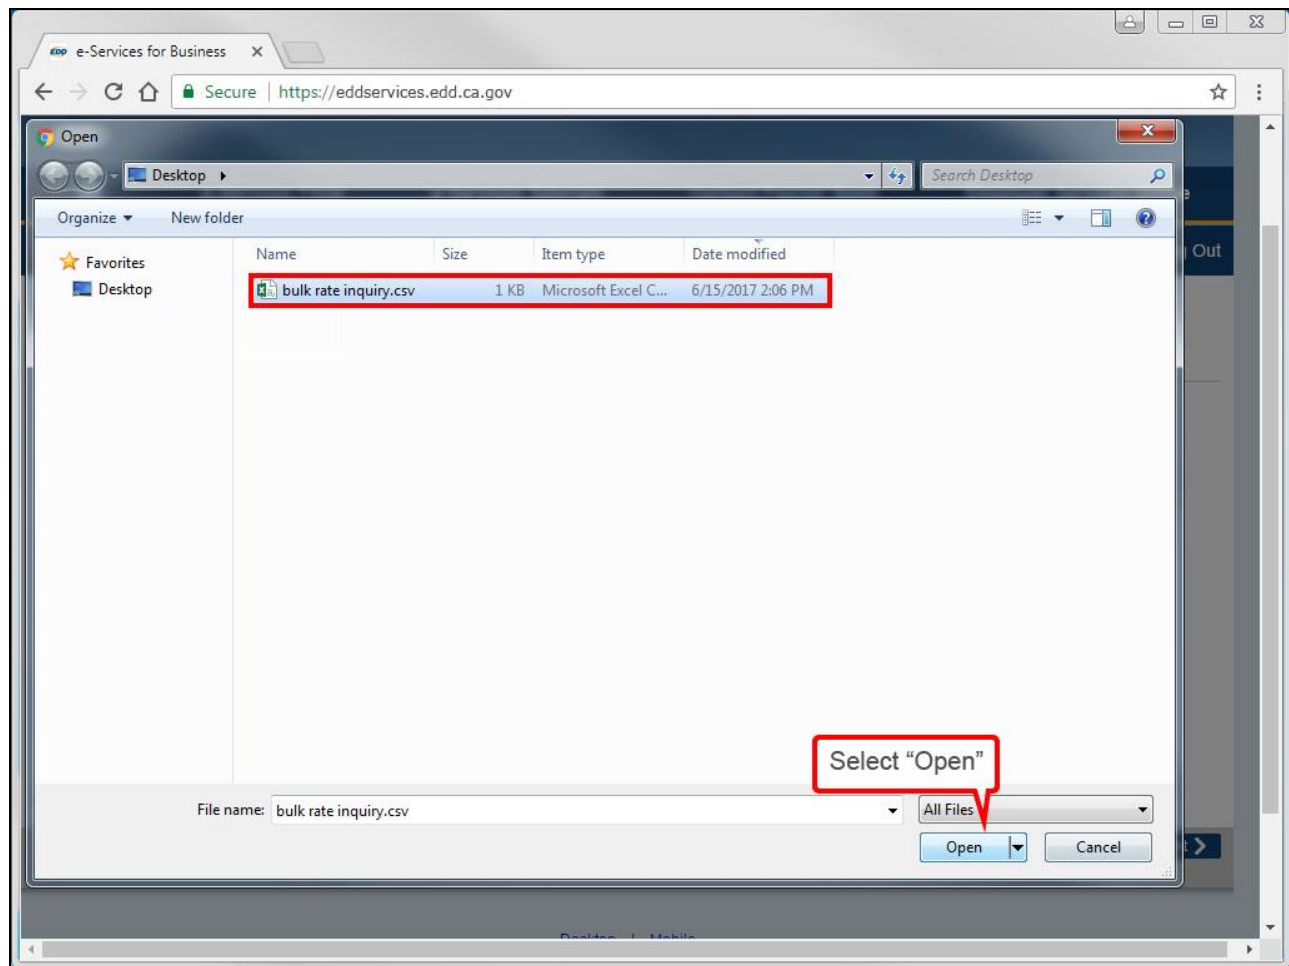 EDD e-Services for Business
Secure | https://eddservices.edd.ca.gov
Open
Desktop
Search Desktop
Organize
New folder
Out
Favorites
Desktop
Name Size Item type Date modified
bulk rate inquiry.csv 1 KB Microsoft Excel C... 6/15/2017 2:06 PM
Select “Open”
File name: bulk rate inquiry.csv
All Files
Open Cancel